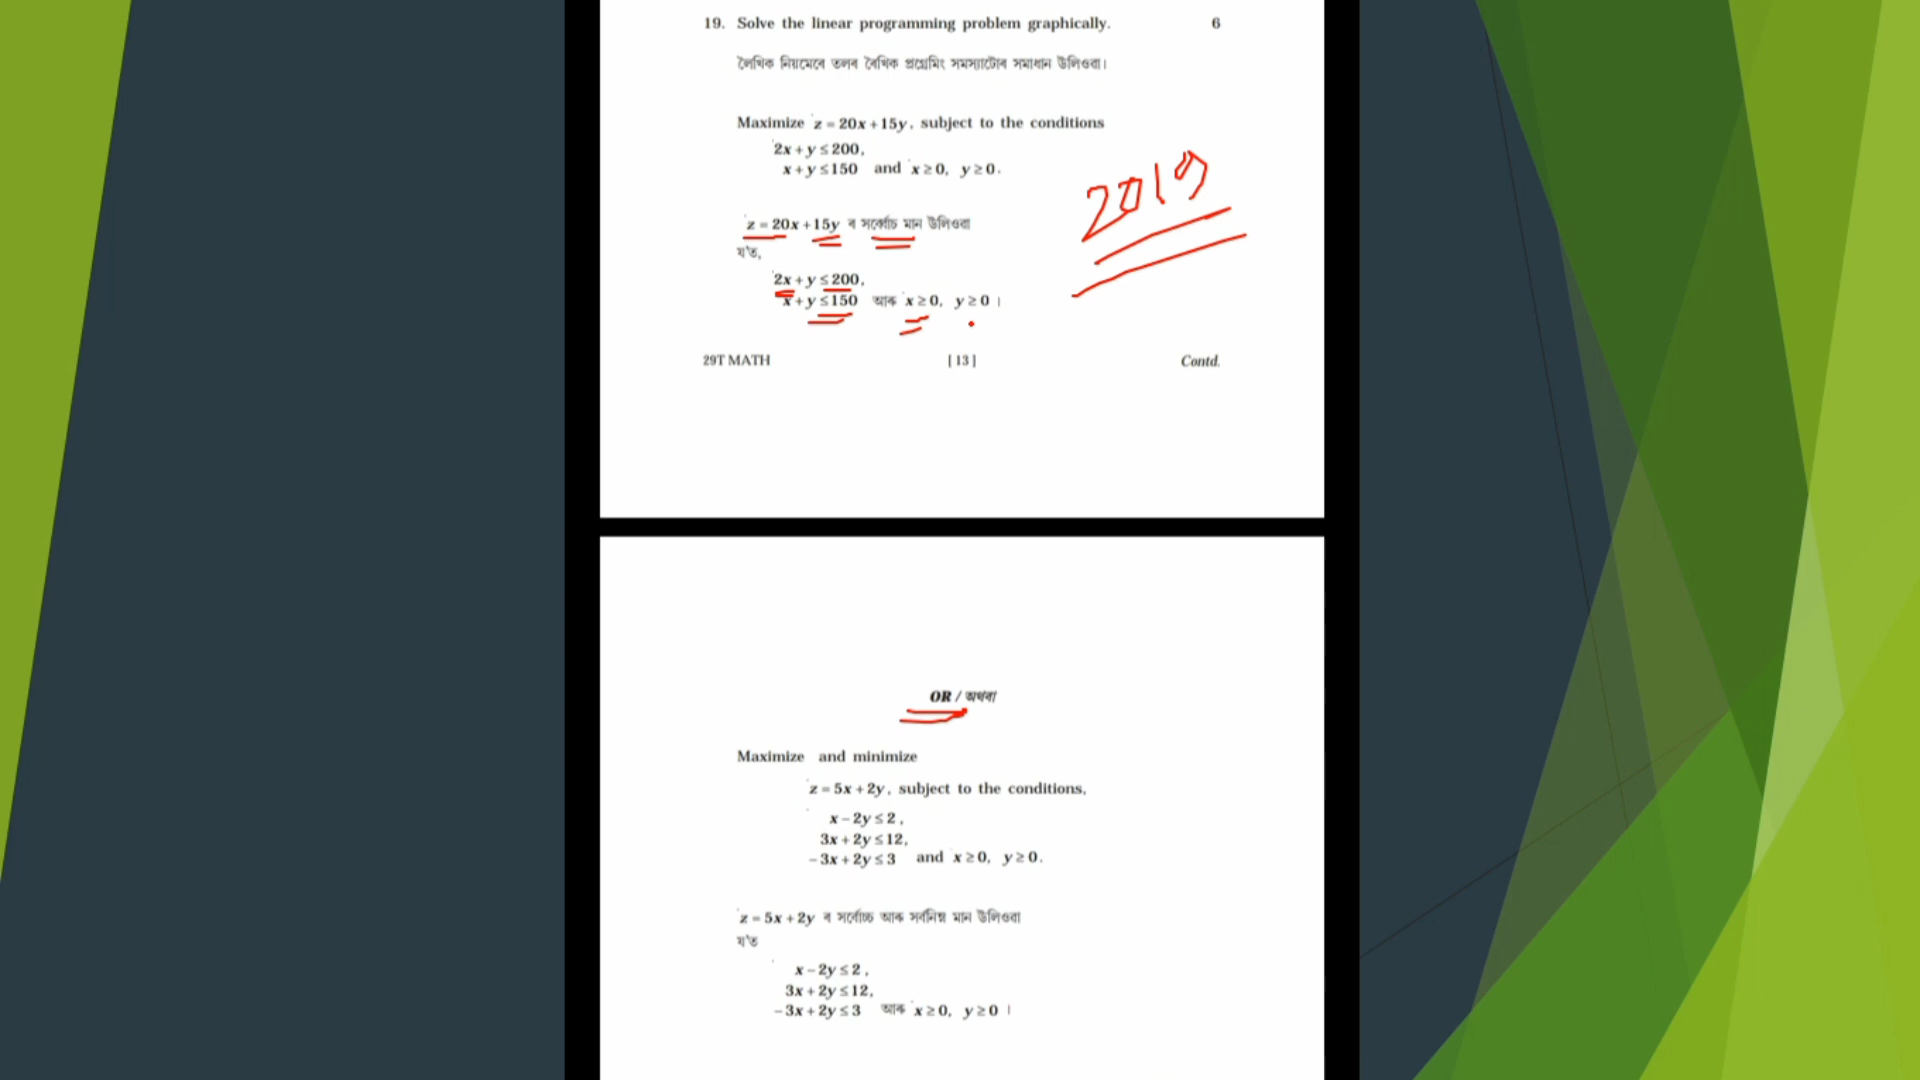 19. Solve the linear programming problem graphically. 6
লৈখিক নিয়মেৰে তলৰ ৰৈখিক প্ৰগ্ৰেমিং সমস্যাটোৰ সমাধান উলিওৱা।
Maximize z = 20x + 15y, subject to the conditions
2x + y ≤ 200,
x + y ≤ 150 and x ≥ 0, y ≥ 0.
2019
z = 20x + 15y ৰ সৰ্ব্বোচ্চ মান উলিওৱা
য'ত,
2x + y ≤ 200,
x + y ≤ 150 আৰু x ≥ 0, y ≥ 0 ।
29T MATH [ 13 ] Contd.
OR / অথবা
Maximize and minimize
z = 5x + 2y, subject to the conditions,
x – 2y ≤ 2,
3x + 2y ≤ 12,
– 3x + 2y ≤ 3 and x ≥ 0, y ≥ 0.
z = 5x + 2y ৰ সৰ্বোচ্চ আৰু সৰ্বনিম্ন মান উলিওৱা
য'ত
x – 2y ≤ 2,
3x + 2y ≤ 12,
– 3x + 2y ≤ 3 আৰু x ≥ 0, y ≥ 0 ।